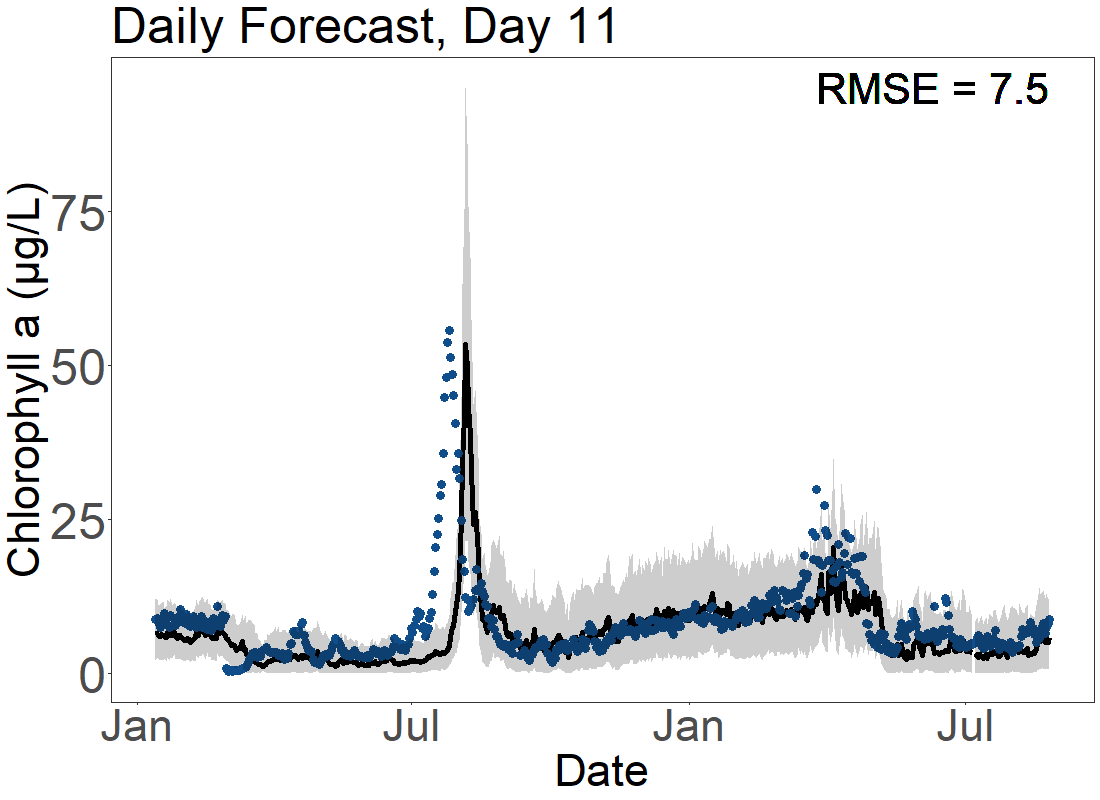 Daily Forecast, Day 11
RMSE = 7.5
Chlorophyll a (µg/L)
75
50
25
0
Jan
Jul
Jan
Jul
Date